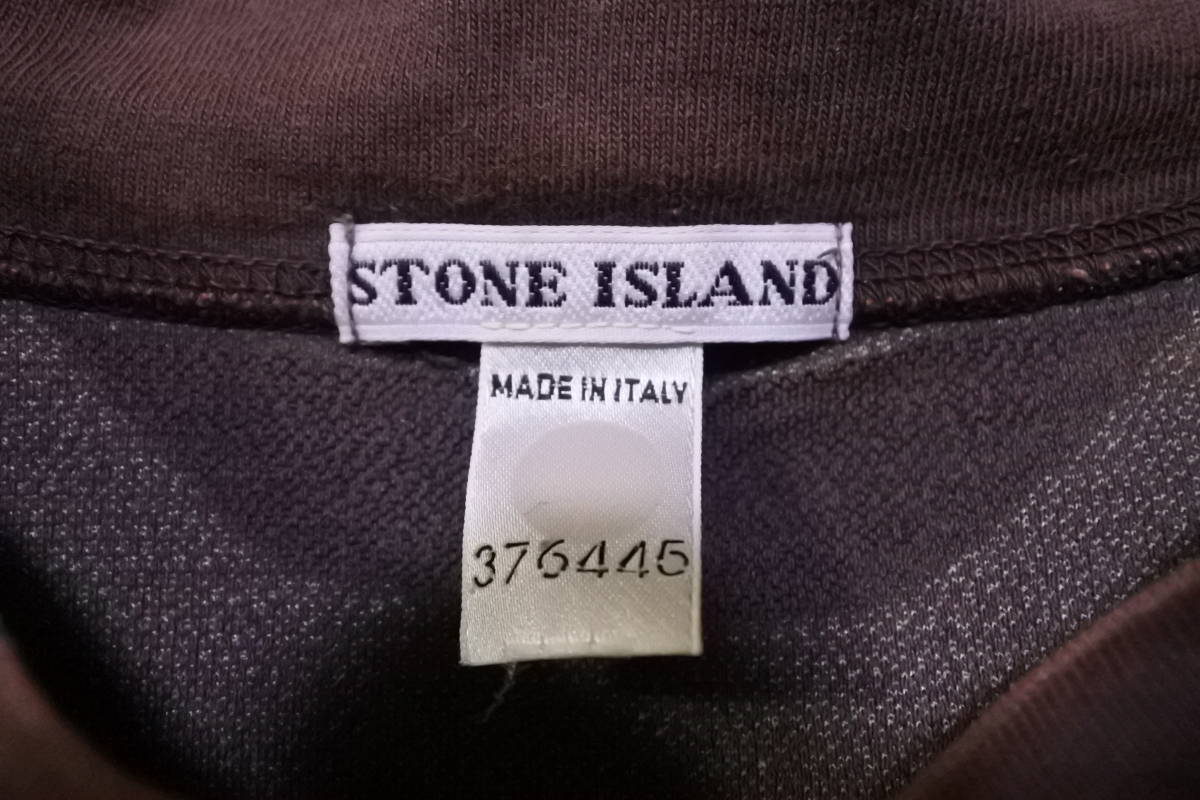 STONE ISLAND
MADE IN ITALY
376445